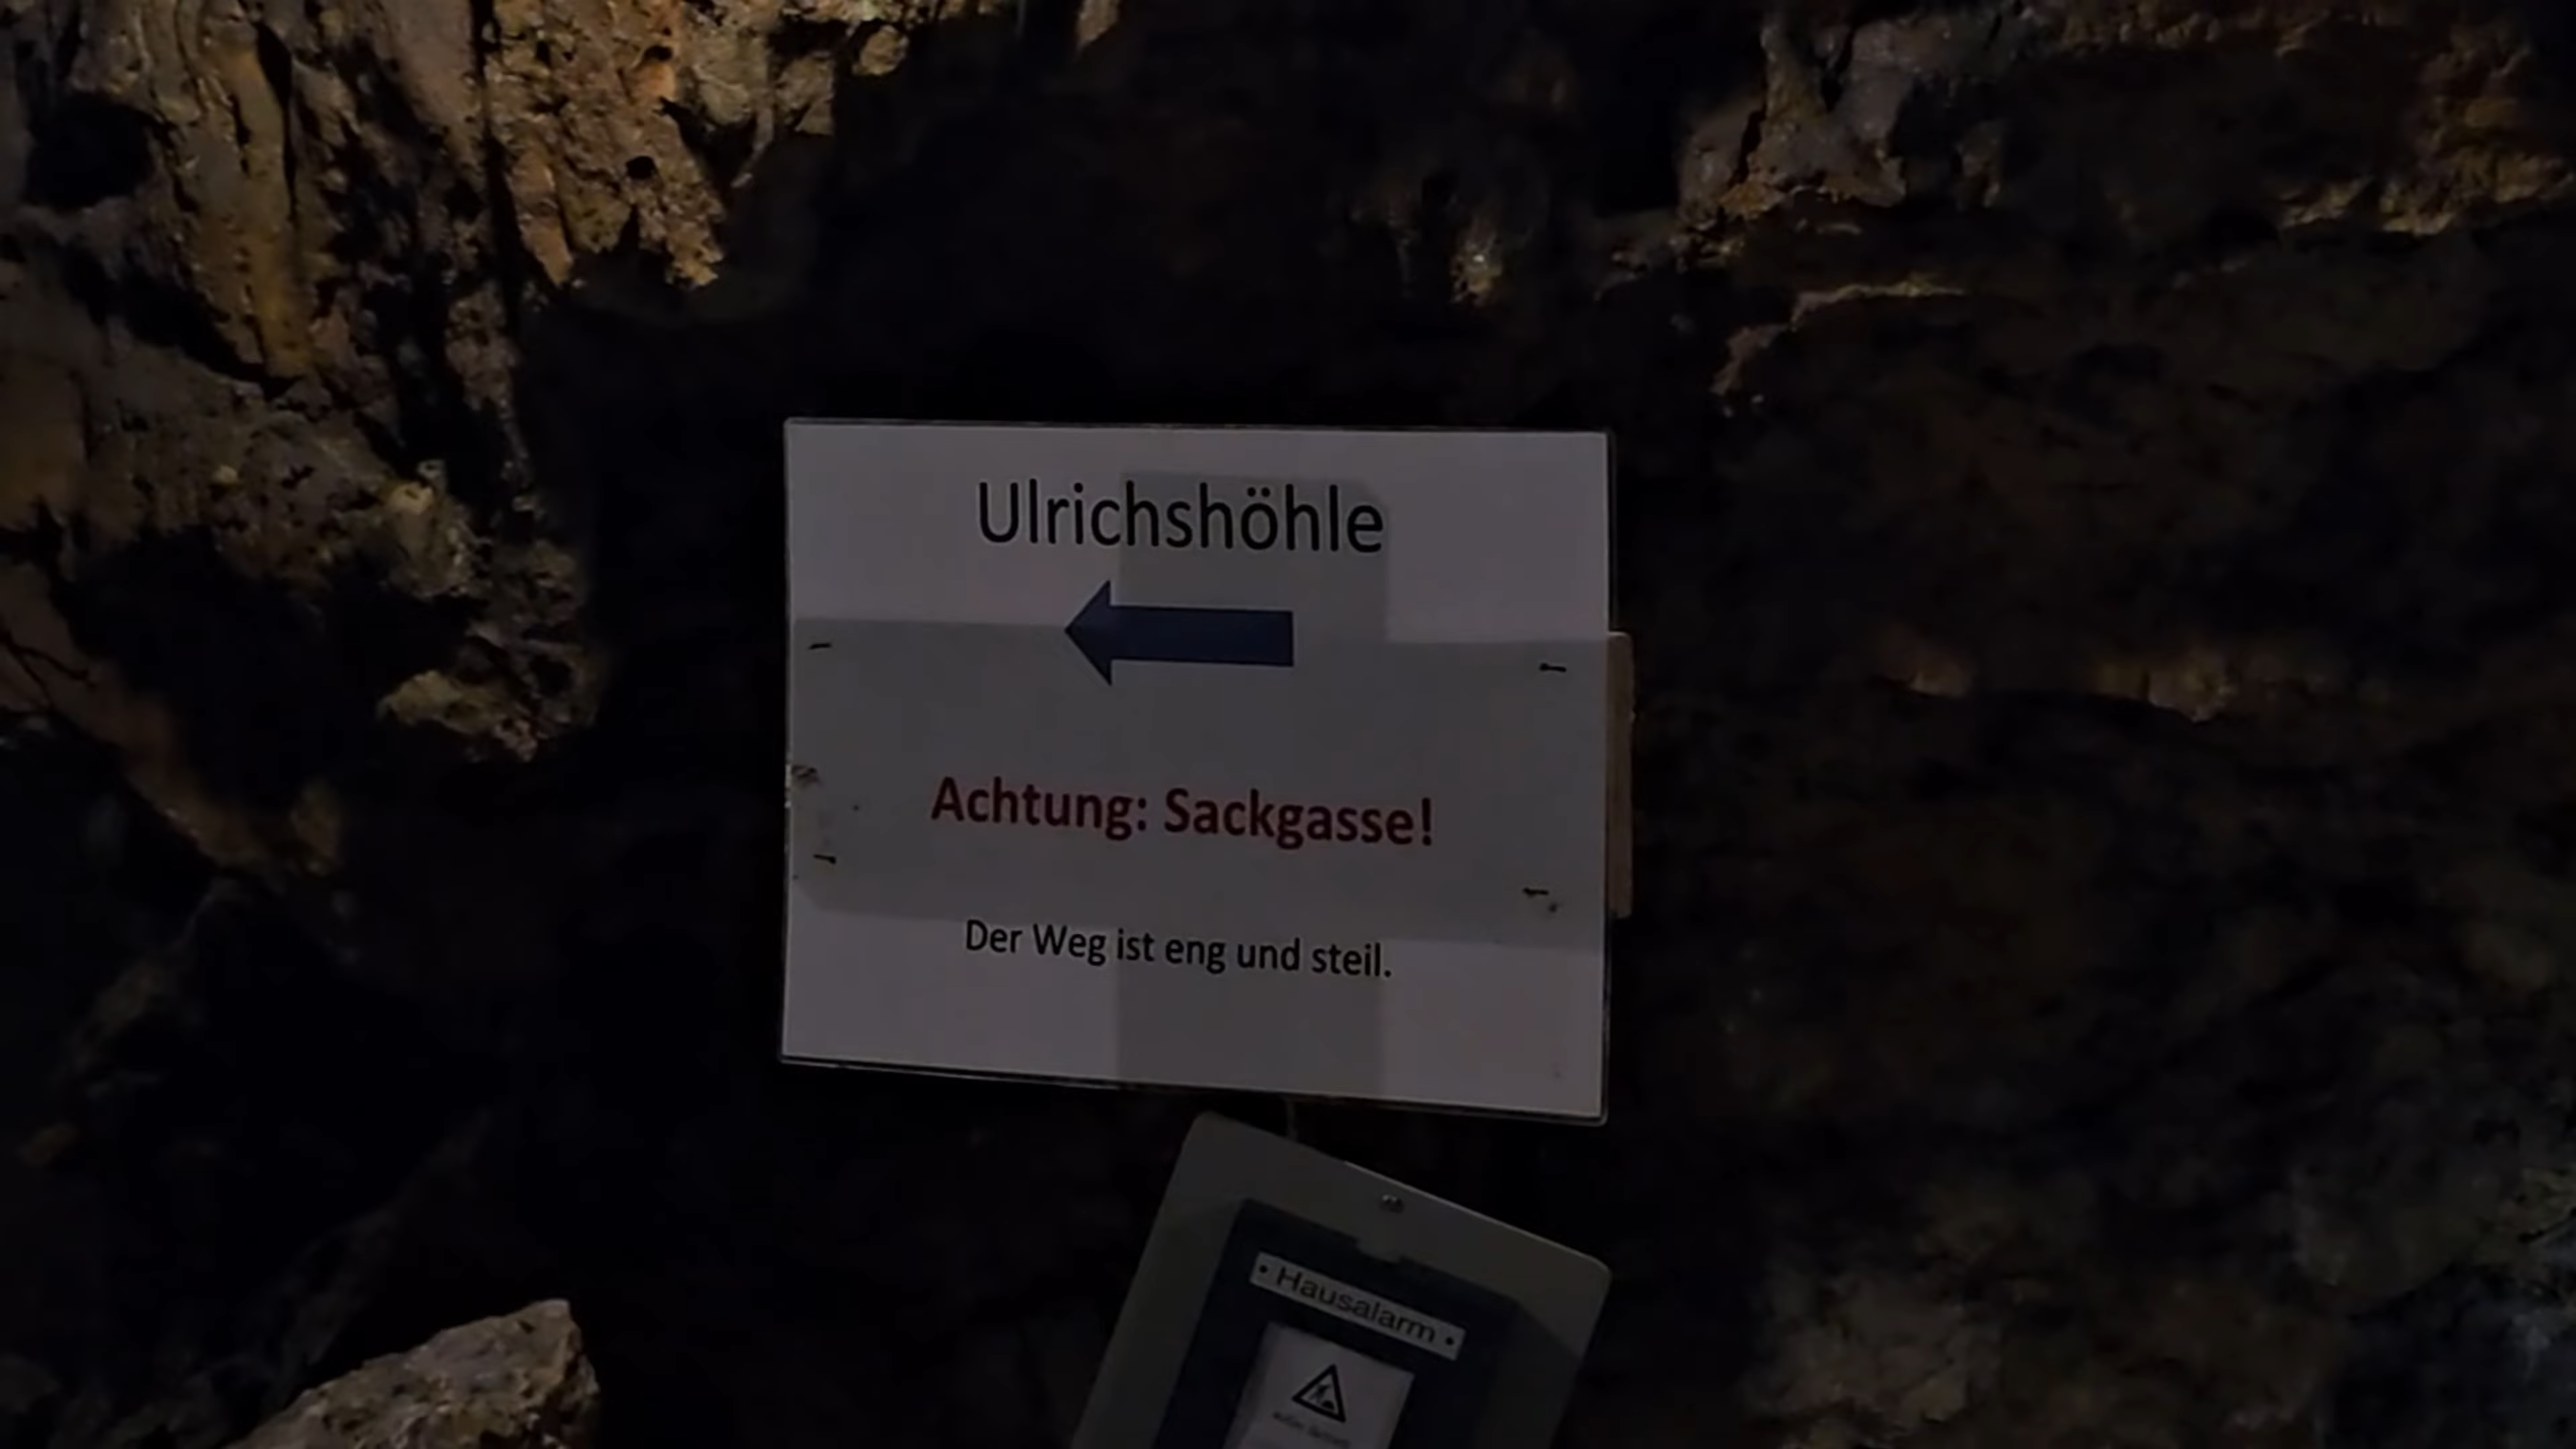 Ulrichshöhle
Achtung: Sackgasse!
Der Weg ist eng und steil.
• Hausalarm •